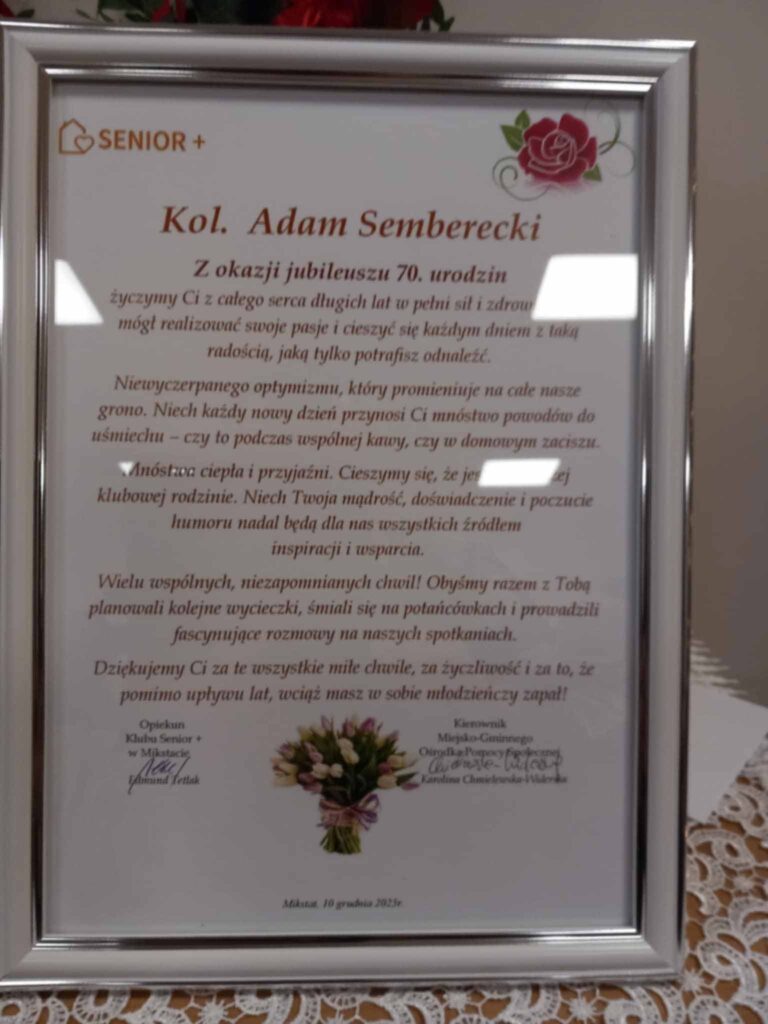 SENIOR +
Kol. Adam Semberecki
Z okazji jubileuszu 70. urodzin
życzymy Ci z całego serca długich lat w pełni sił i
mógł realizować swoje pasje i cieszyć się każdym dniem z taką
radością, jaką tylko potrafisz odnaleźć.
Niewyczerpanego optymizmu, który promieniuje na całe nasze
grono. Niech każdy nowy dzień przynosi Ci mnóstwo powodów do
uśmiechu – czy to podczas wspólnej kawy, czy w domowym zaciszu.
Mnóstwa ciepła i przyjaźni. Cieszymy się, że
klubowej rodzinie. Niech Twoja mądrość, doświadczenie i poczucie
humoru nadal będą dla nas wszystkich źródłem
inspiracji i wsparcia.
Wielu wspólnych, niezapomnianych chwil! Obyśmy razem z Tobą
planowali kolejne wycieczki, śmiali się na potańcówkach i prowadzili
fascynujące rozmowy na naszych spotkaniach.
Dziękujemy Ci za te wszystkie miłe chwile, za życzliwość i za to, że
pomimo upływu lat, wciąż masz w sobie młodzieńczy zapał!
Opiekun
Klubu Senior +
w Mikstacie
Edmund Tetlak
Kierownik
Miejsko-Gminnego
Ośrodka Pomocy Społecznej
Karolina Chmielewska-
Mikstat, 10 grudnia 2025r.